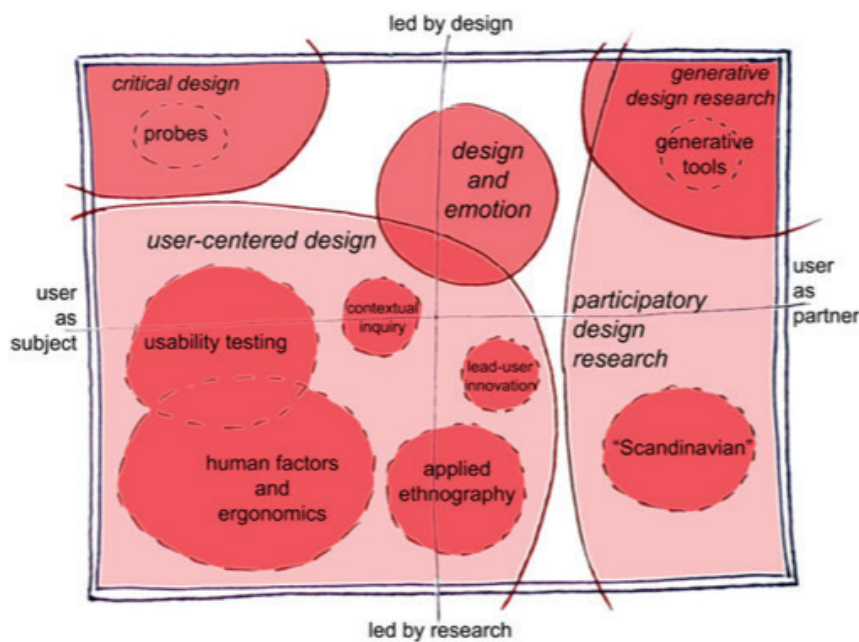 led by design
critical design
probes
generative
design research
generative
tools
design
and
emotion
user-centered design
user
as
subject
contextual
inquiry
usability testing
participatory
design
research
user
as
partner
lead-user
innovation
human factors
and
ergonomics
applied
ethnography
“Scandinavian”
led by research